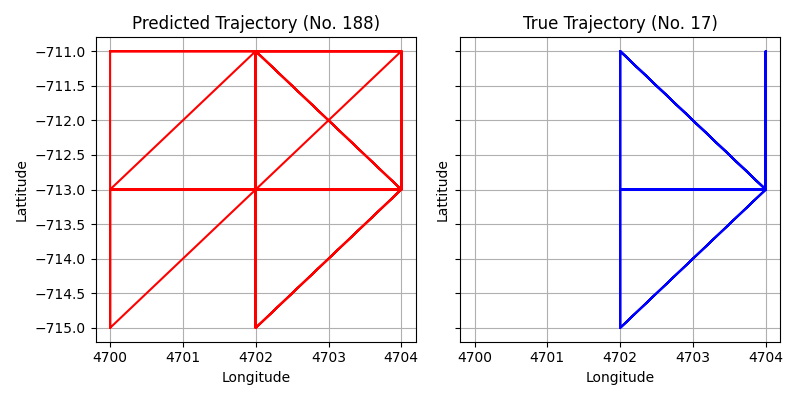 Predicted Trajectory (No. 188)
True Trajectory (No. 17)
−711.0
−711.5
−712.0
−712.5
−713.0
−713.5
−714.0
−714.5
−715.0
Lattitude
Lattitude
4700 4701 4702 4703 4704
4700 4701 4702 4703 4704
Longitude
Longitude